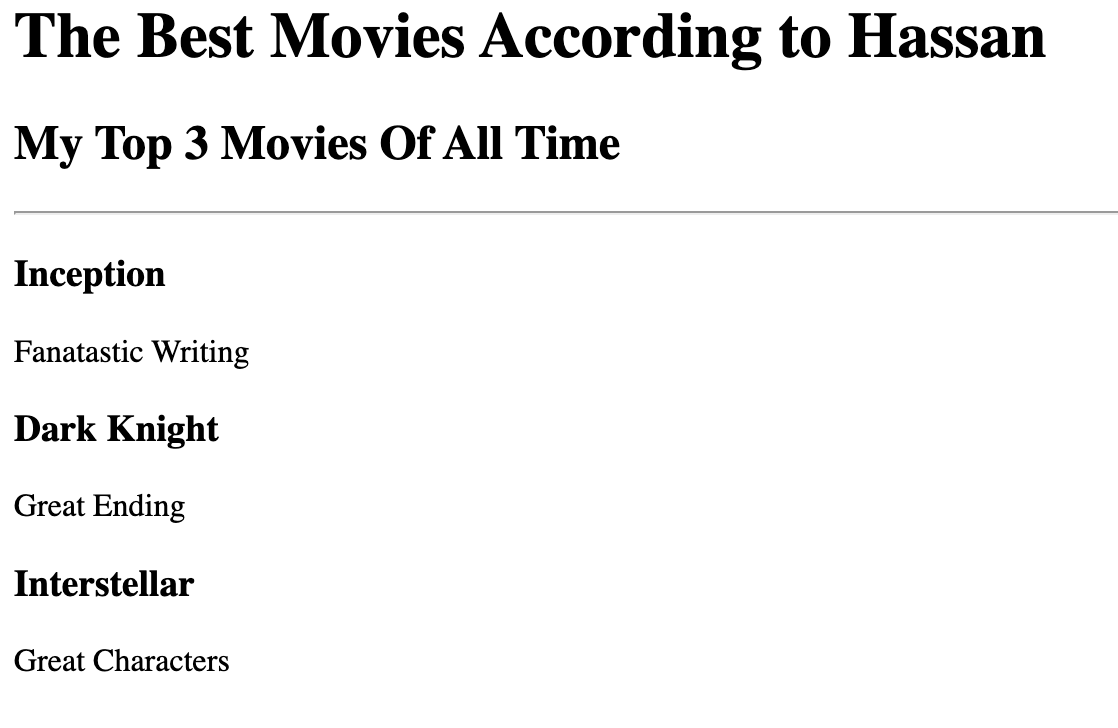 The Best Movies According to Hassan
My Top 3 Movies Of All Time
Inception
Fanatastic Writing
Dark Knight
Great Ending
Interstellar
Great Characters